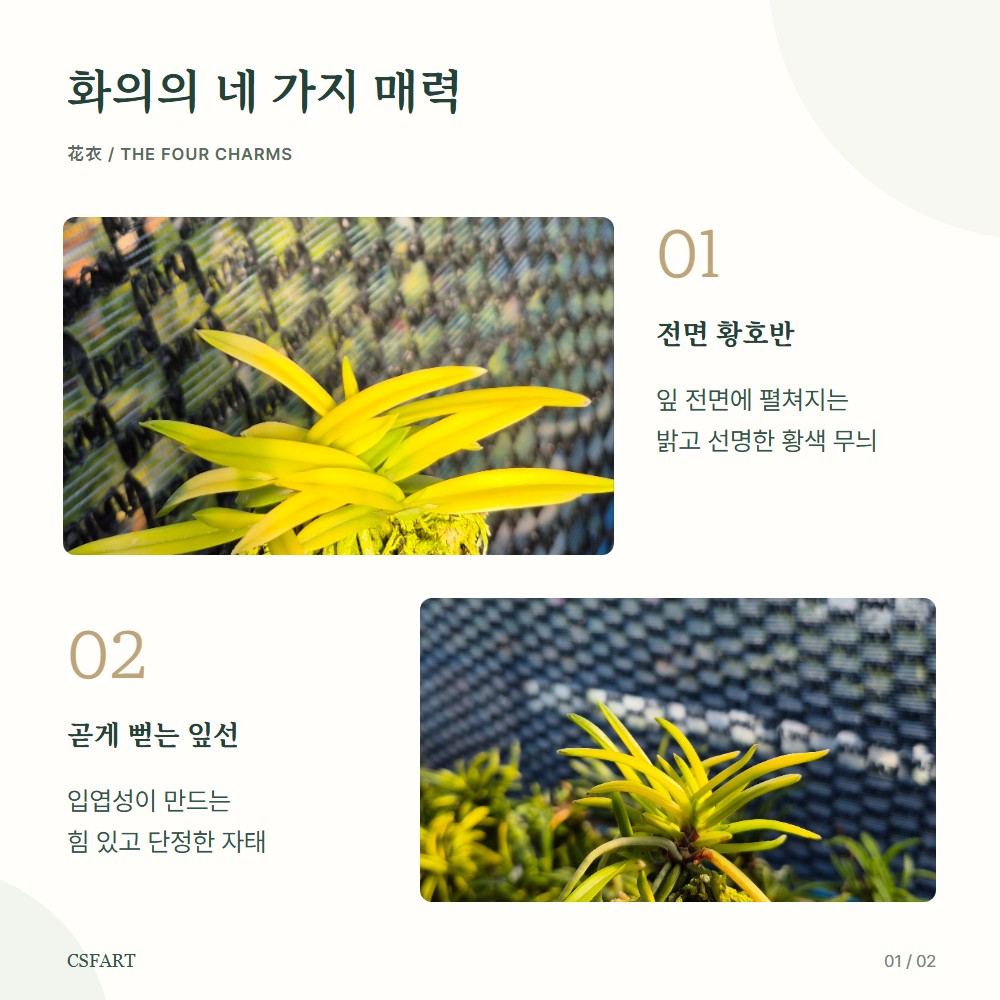 화의의 네 가지 매력
花衣 / THE FOUR CHARMS
01
전면 황호반
잎 전면에 펼쳐지는
밝고 선명한 황색 무늬
02
곧게 뻗는 잎선
입엽성이 만드는
힘 있고 단정한 자태
CSFART
01 / 02